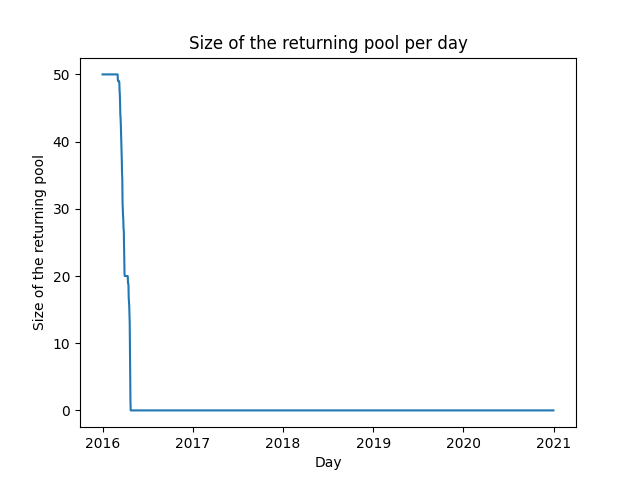 Size of the returning pool per day
Size of the returning pool
50
40
30
20
10
0
2016 2017 2018 2019 2020 2021
Day